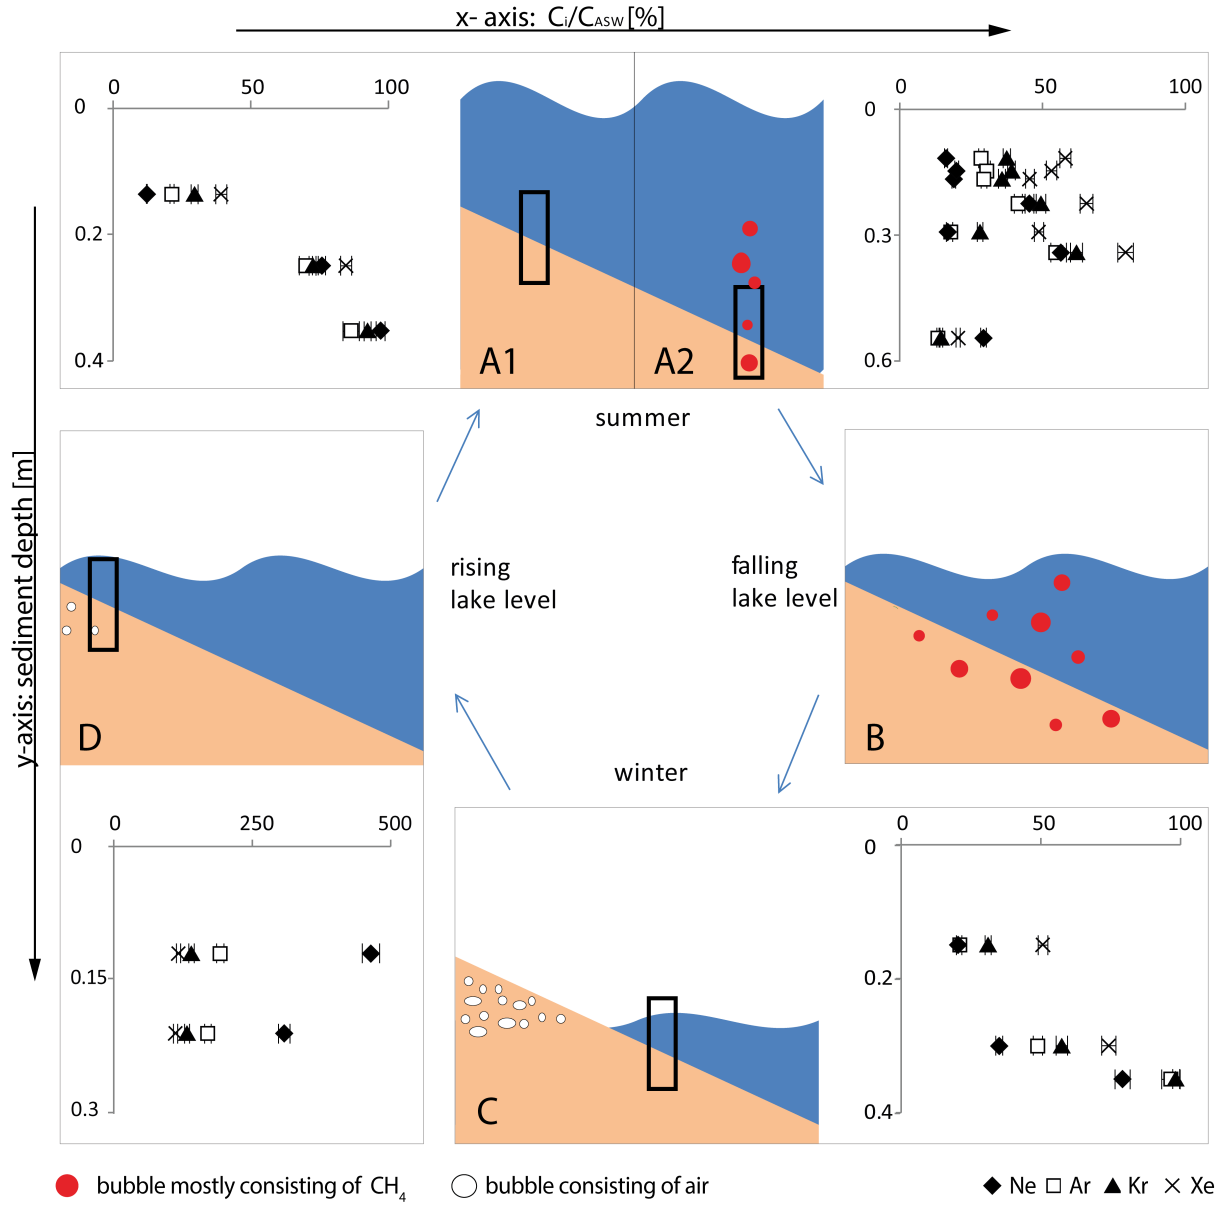 x- axis: Ci/CASW [%]
0 50 100
0
0.2
0.4
A1 A2
0 50 100
0
0.3
0.6
summer
y-axis: sediment depth [m]
rising
lake level
falling
lake level
D
B
winter
0 250 500
0
0.15
0.3
C
0 50 100
0
0.2
0.4
bubble mostly consisting of CH4
bubble consisting of air
Ne Ar Kr Xe